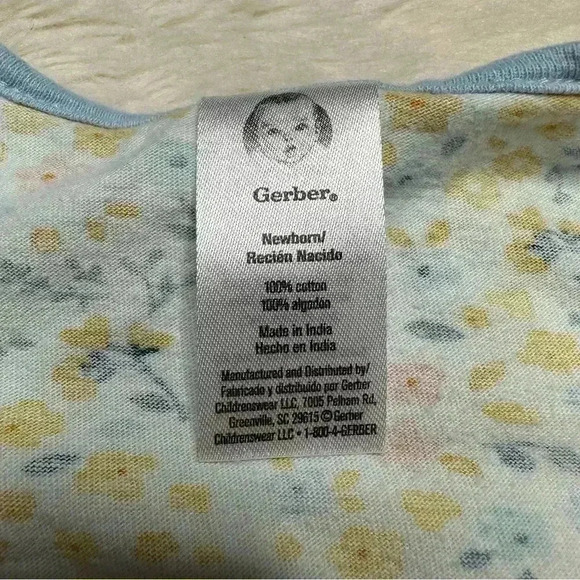 Gerber®
Newborn/
Recién Nacido
100% cotton
100% algodón
Made in India
Hecho en India
Manufactured and Distributed by/
Fabricado y distribuido por Gerber
Childrenswear LLC, 7005 Pelham Rd,
Greenville, SC 29615 © Gerber
Childrenswear LLC • 1-800-4-GERBER